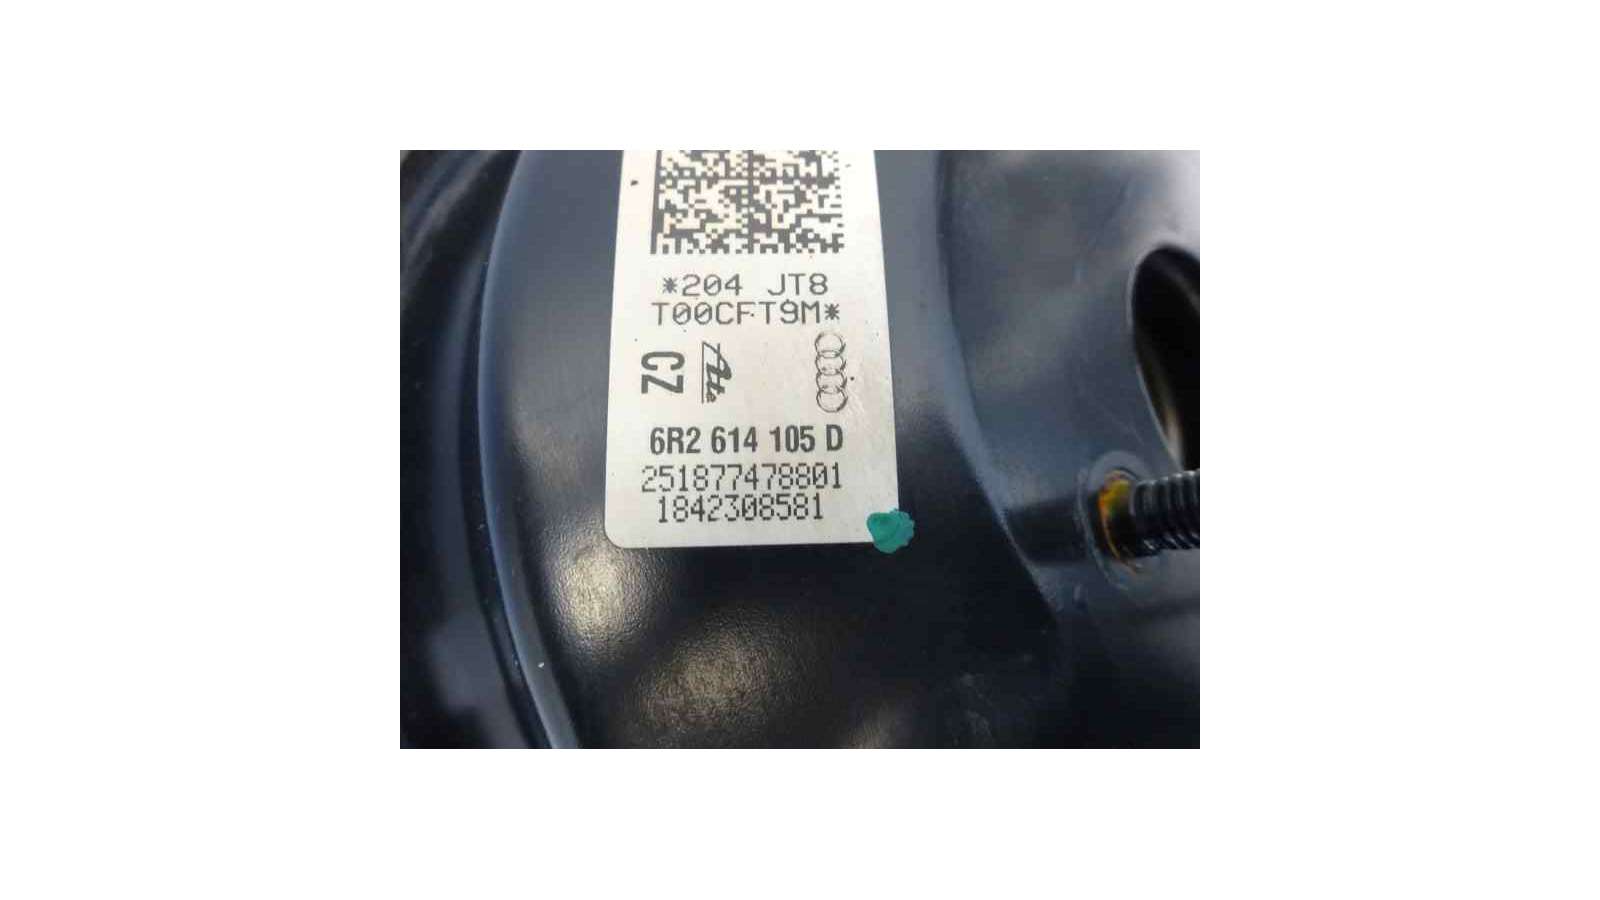 *204 JT8
T00CFT9M*
CZ
Ate
6R2 614 105 D
251877478801
1842308581